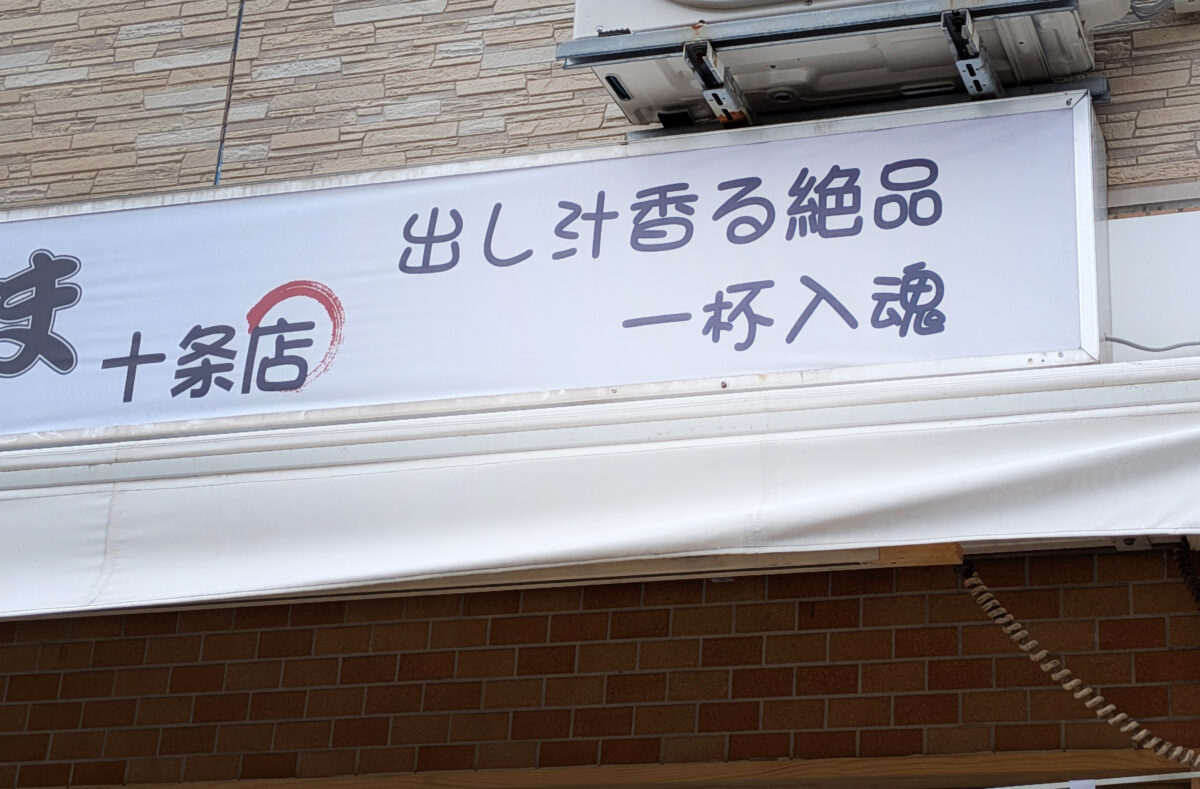 ま
十条店
出し汁香る絶品
一杯入魂